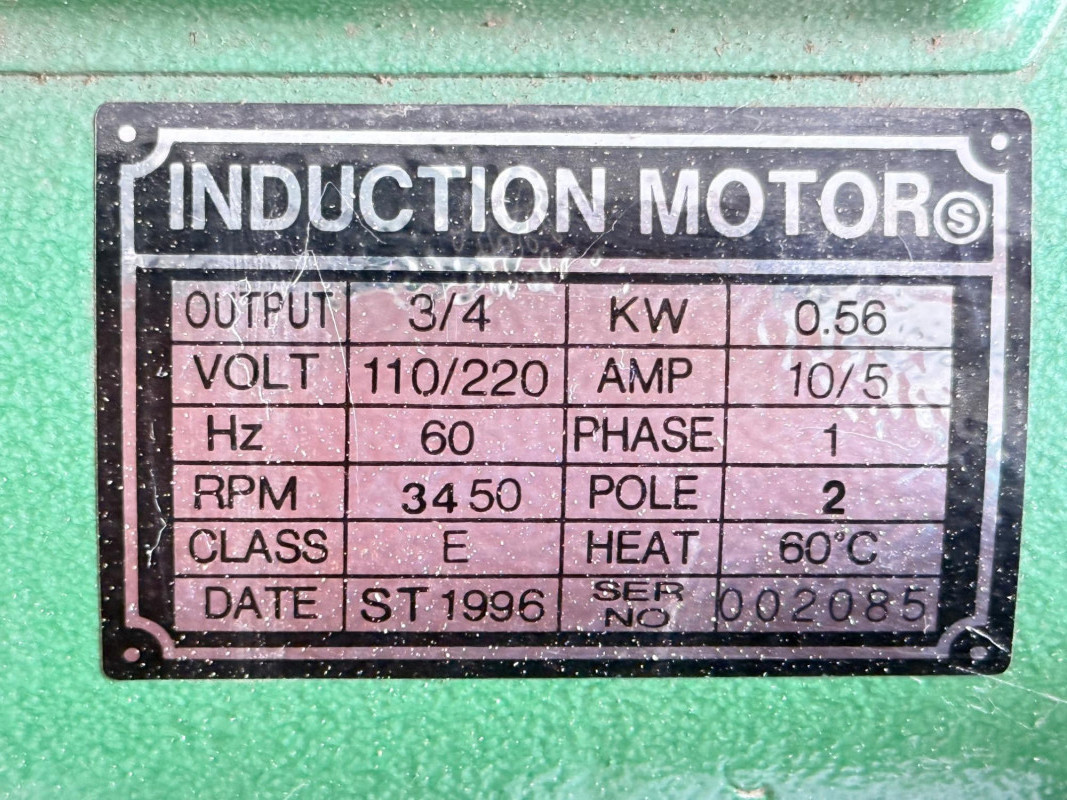 INDUCTION MOTOR Ⓢ
OUTPUT 3/4 KW 0.56
VOLT 110/220 AMP 10/5
Hz 60 PHASE 1
RPM 3450 POLE 2
CLASS E HEAT 60°C
DATE ST 1996 SER NO 002085